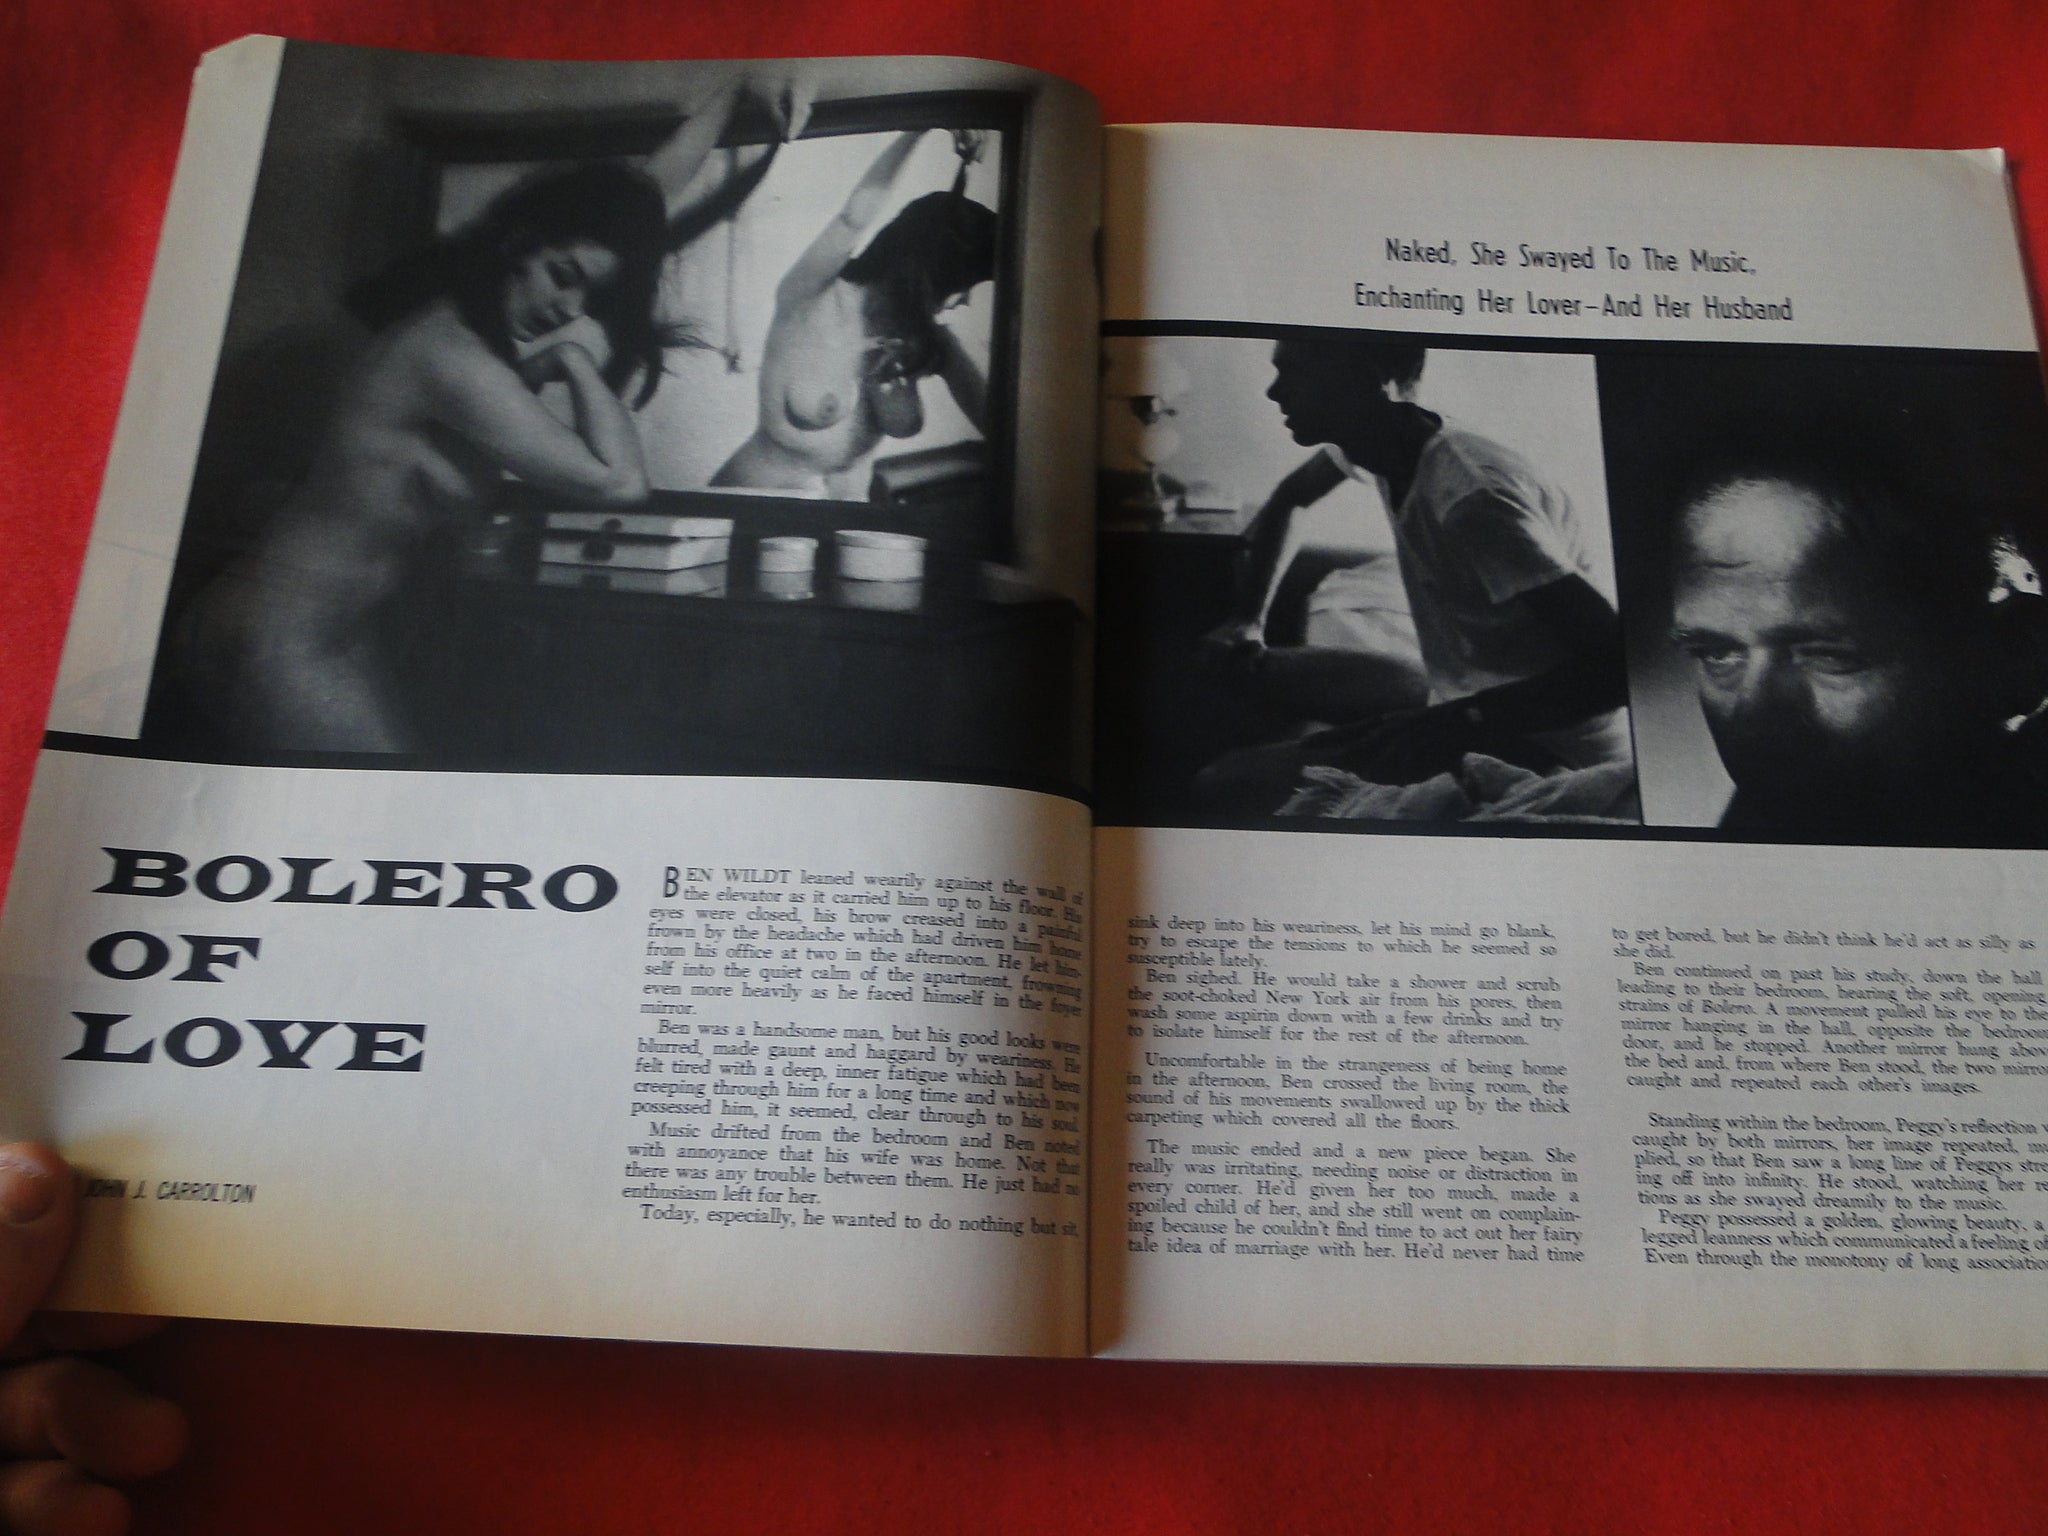 BOLERO
OF
LOVE
JOHN J. CARROLTON
BEN WILDT leaned wearily against the wall of
the elevator as it carried him up to his floor. His
eyes were closed, his brow creased into a painful
frown by the headache which had driven him home
from his office at two in the afternoon. He let him-
self into the quiet calm of the apartment, frowning
even more heavily as he faced himself in the foyer
mirror.
Ben was a handsome man, but his good looks were
blurred, made gaunt and haggard by weariness. He
felt tired with a deep, inner fatigue which had been
creeping through him for a long time and which now
possessed him, it seemed, clear through to his soul.
Music drifted from the bedroom and Ben noted
with annoyance that his wife was home. Not that
there was any trouble between them. He just had no
enthusiasm left for her.
Today, especially, he wanted to do nothing but sit,
Naked, She Swayed To The Music,
Enchanting Her Lover—And Her Husband
sink deep into his weariness, let his mind go blank,
try to escape the tensions to which he seemed so
susceptible lately.
Ben sighed. He would take a shower and scrub
the soot-choked New York air from his pores, then
wash some aspirin down with a few drinks and try
to isolate himself for the rest of the afternoon.
Uncomfortable in the strangeness of being home
in the afternoon, Ben crossed the living room, the
sound of his movements swallowed up by the thick
carpeting which covered all the floors.
The music ended and a new piece began. She
really was irritating, needing noise or distraction in
every corner. He'd given her too much, made a
spoiled child of her, and she still went on complain-
ing because he couldn't find time to act out her fairy
tale idea of marriage with her. He'd never had time
to get bored, but he didn't think he'd act as silly as
she did.
Ben continued on past his study, down the hall
leading to their bedroom, hearing the soft, opening
strains of Bolero. A movement pulled his eye to the
mirror hanging in the hall, opposite the bedroom
door, and he stopped. Another mirror hung above
the bed and, from where Ben stood, the two mirrors
caught and repeated each other's images.
Standing within the bedroom, Peggy's reflection
caught by both mirrors, her image repeated, mu
plied, so that Ben saw a long line of Peggys stre
ing off into infinity. He stood, watching her re
tions as she swayed dreamily to the music.
Peggy possessed a golden, glowing beauty, a
legged leanness which communicated a feeling of
Even through the monotony of long association